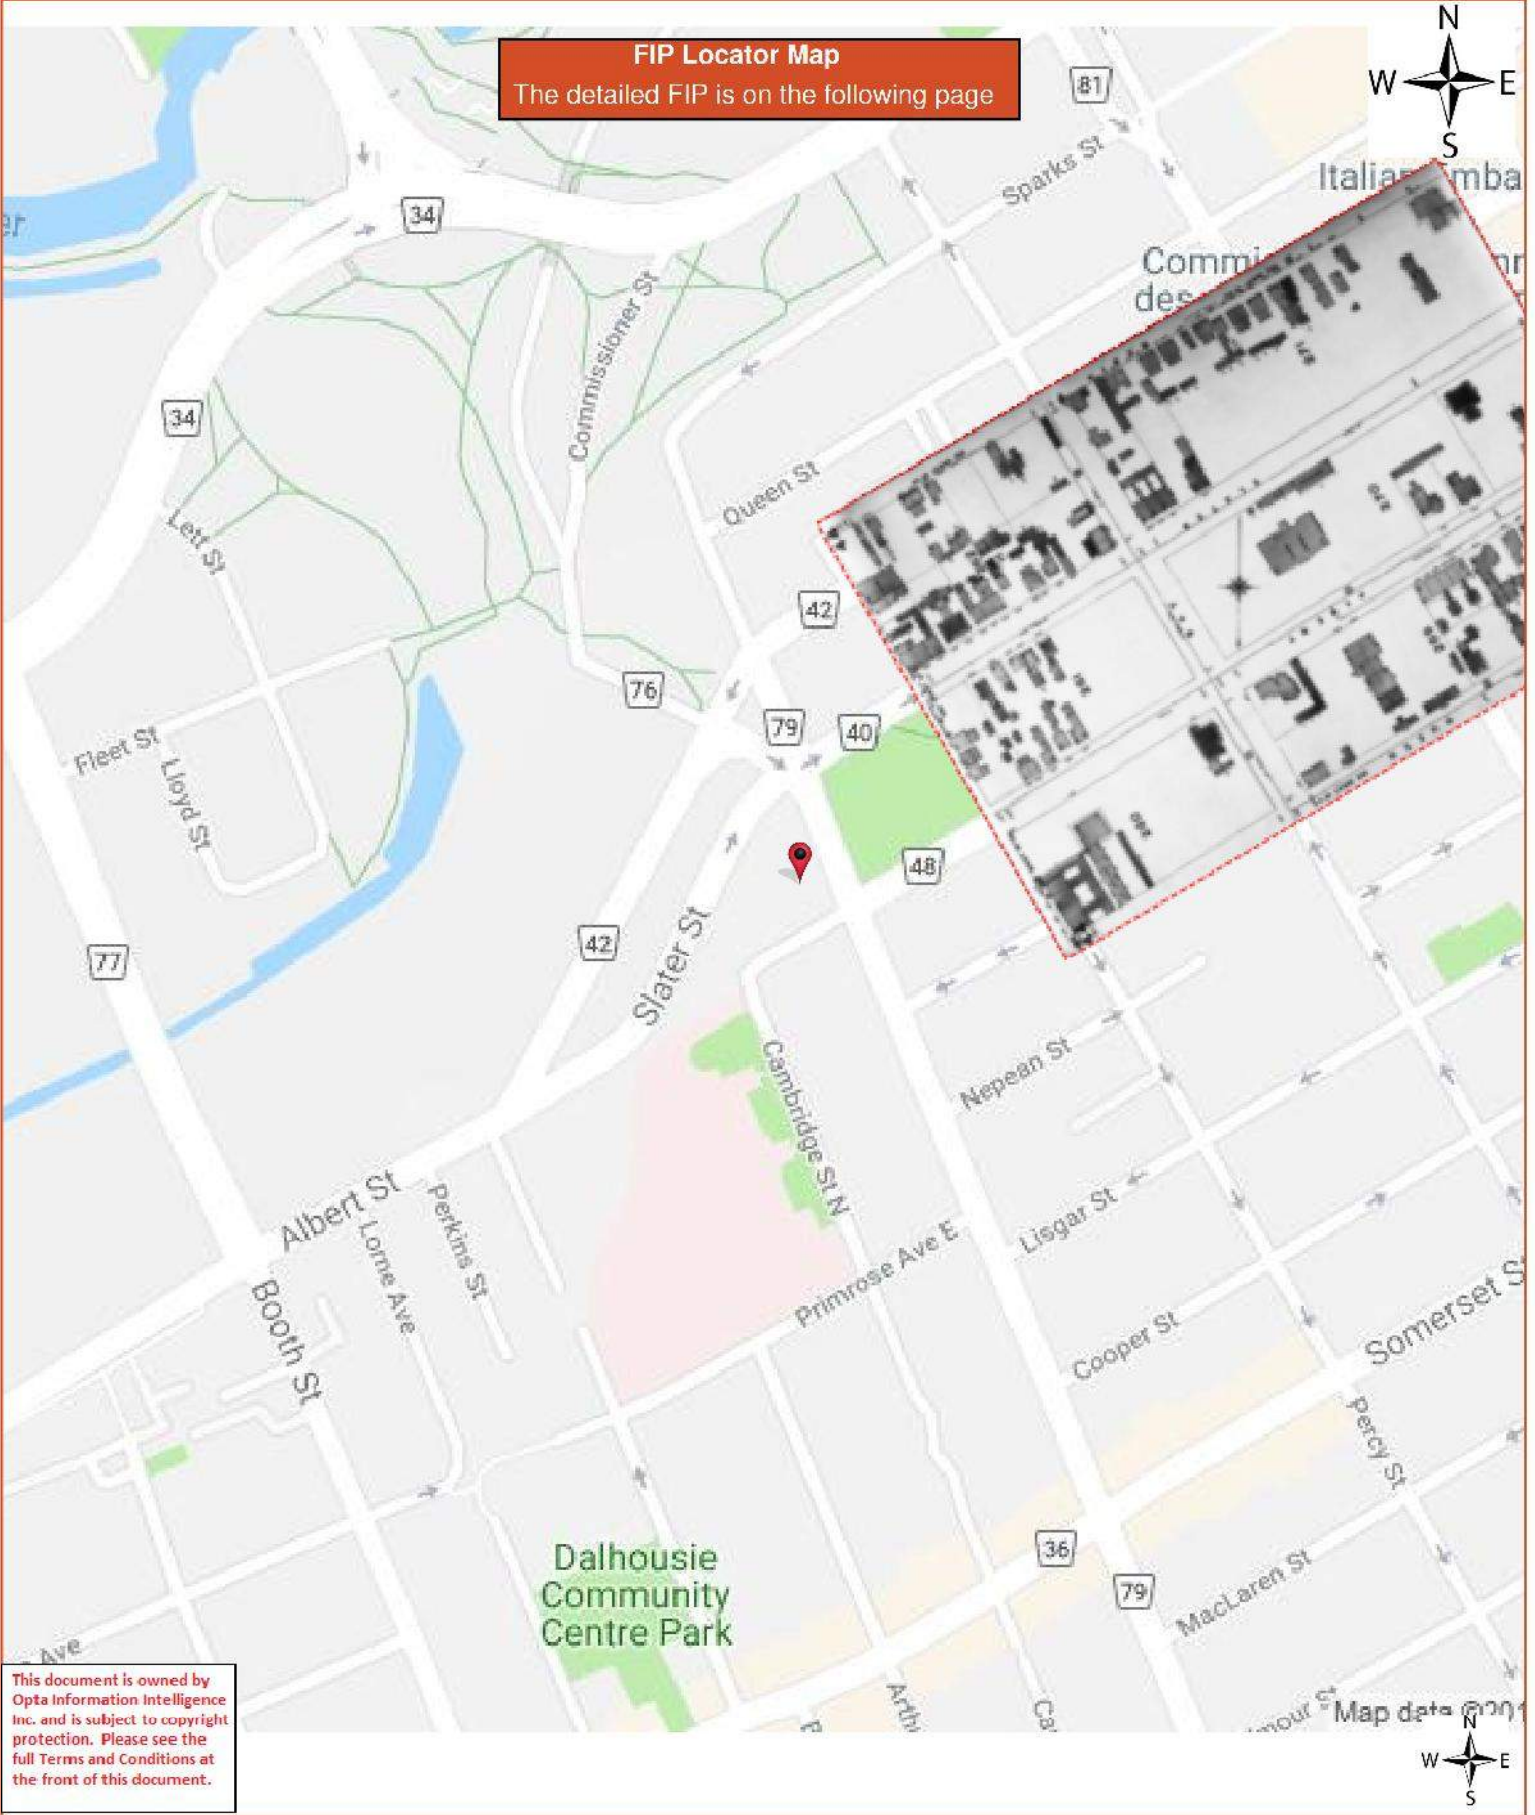 FIP Locator Map
The detailed FIP is on the following page
N
W E
S
81
Sparks St
34
Commissioner St
34
Queen St
Lett St
42
76
79
40
Fleet St
Lloyd St
48
42
77
Slater St
Cambridge St N
Nepean St
Albert St
Perkins St
Lorne Ave
Lisgar St
Primrose Ave E
Booth St
Cooper St
Somerset S
Percy St
Dalhousie
Community
Centre Park
36
79
MacLaren St
Ave
Map data ©201
N
W E
S
This document is owned by
Opta Information Intelligence
Inc. and is subject to copyright
protection. Please see the
full Terms and Conditions at
the front of this document.